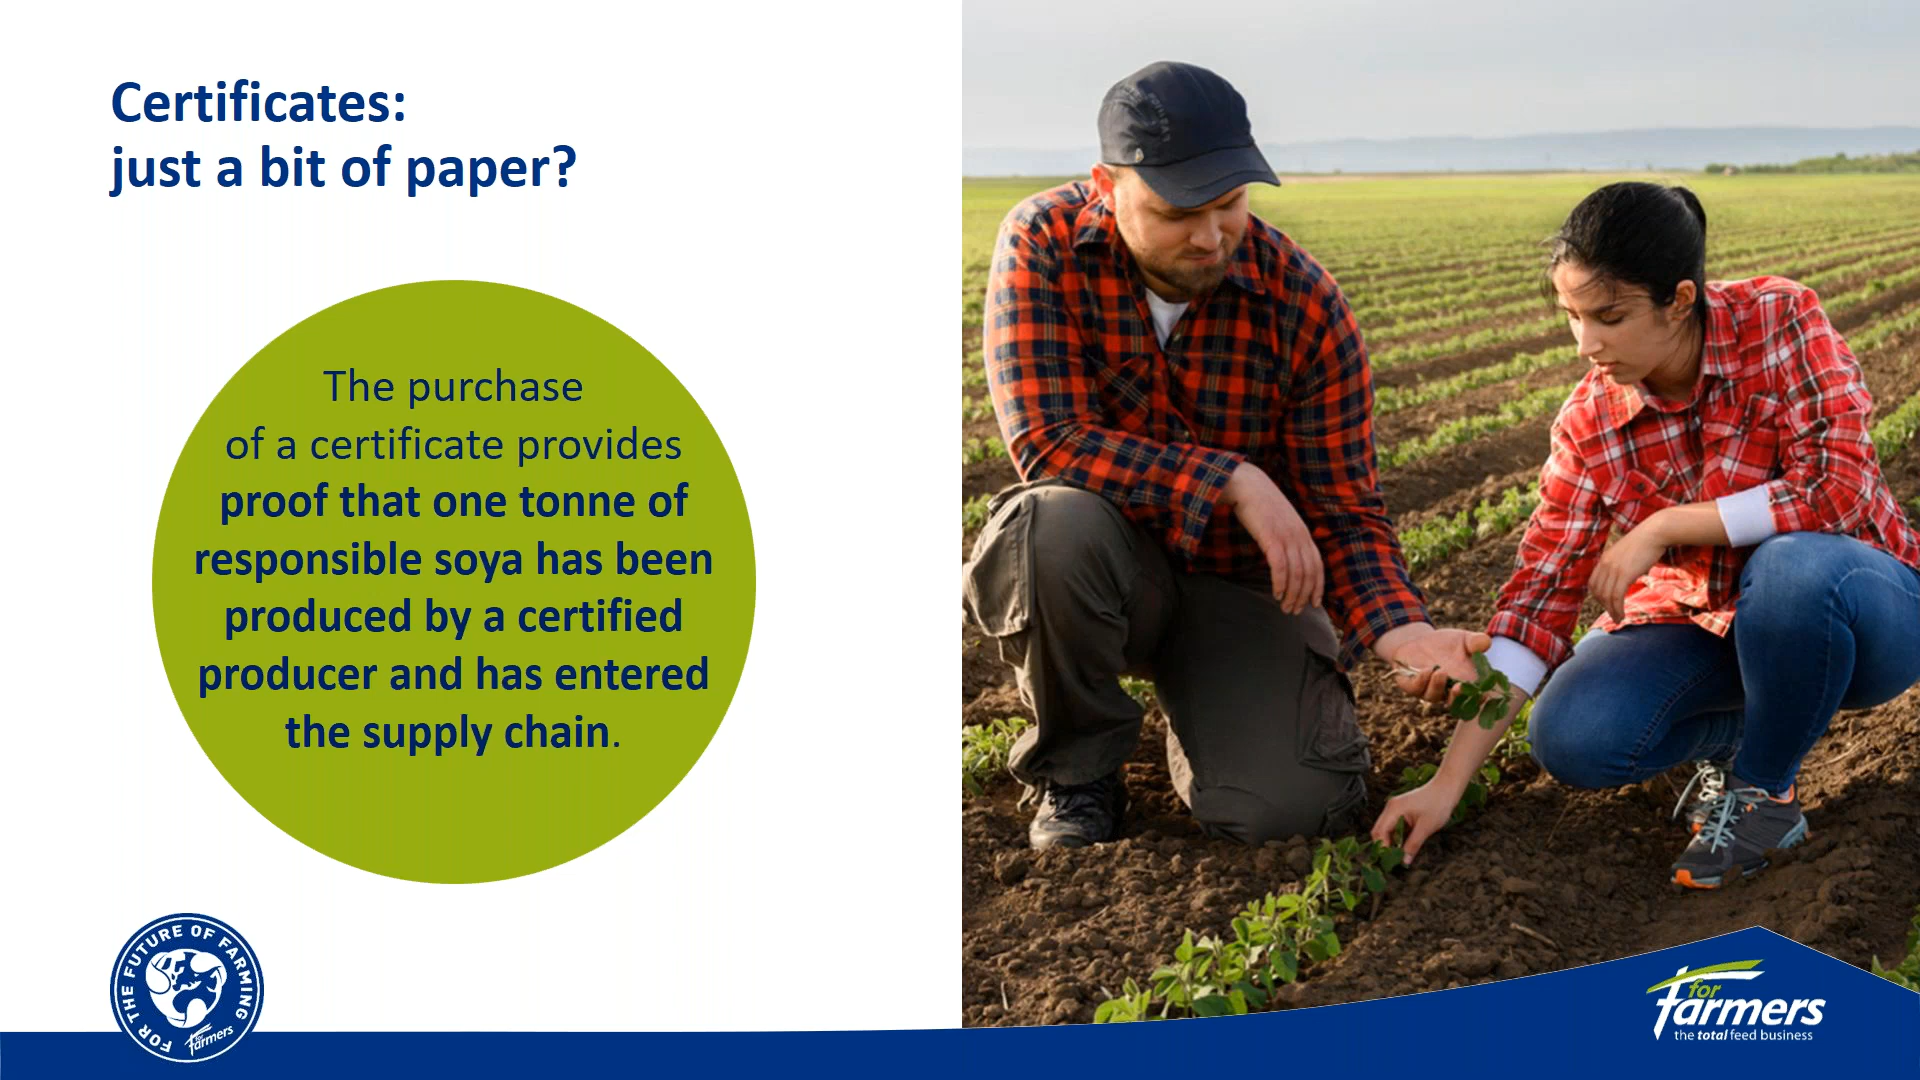 Certificates:
just a bit of paper?
The purchase
of a certificate provides
proof that one tonne of
responsible soya has been
produced by a certified
producer and has entered
the supply chain.
FOR THE FUTURE OF FARMING
for
farmers
for
farmers
the total feed business